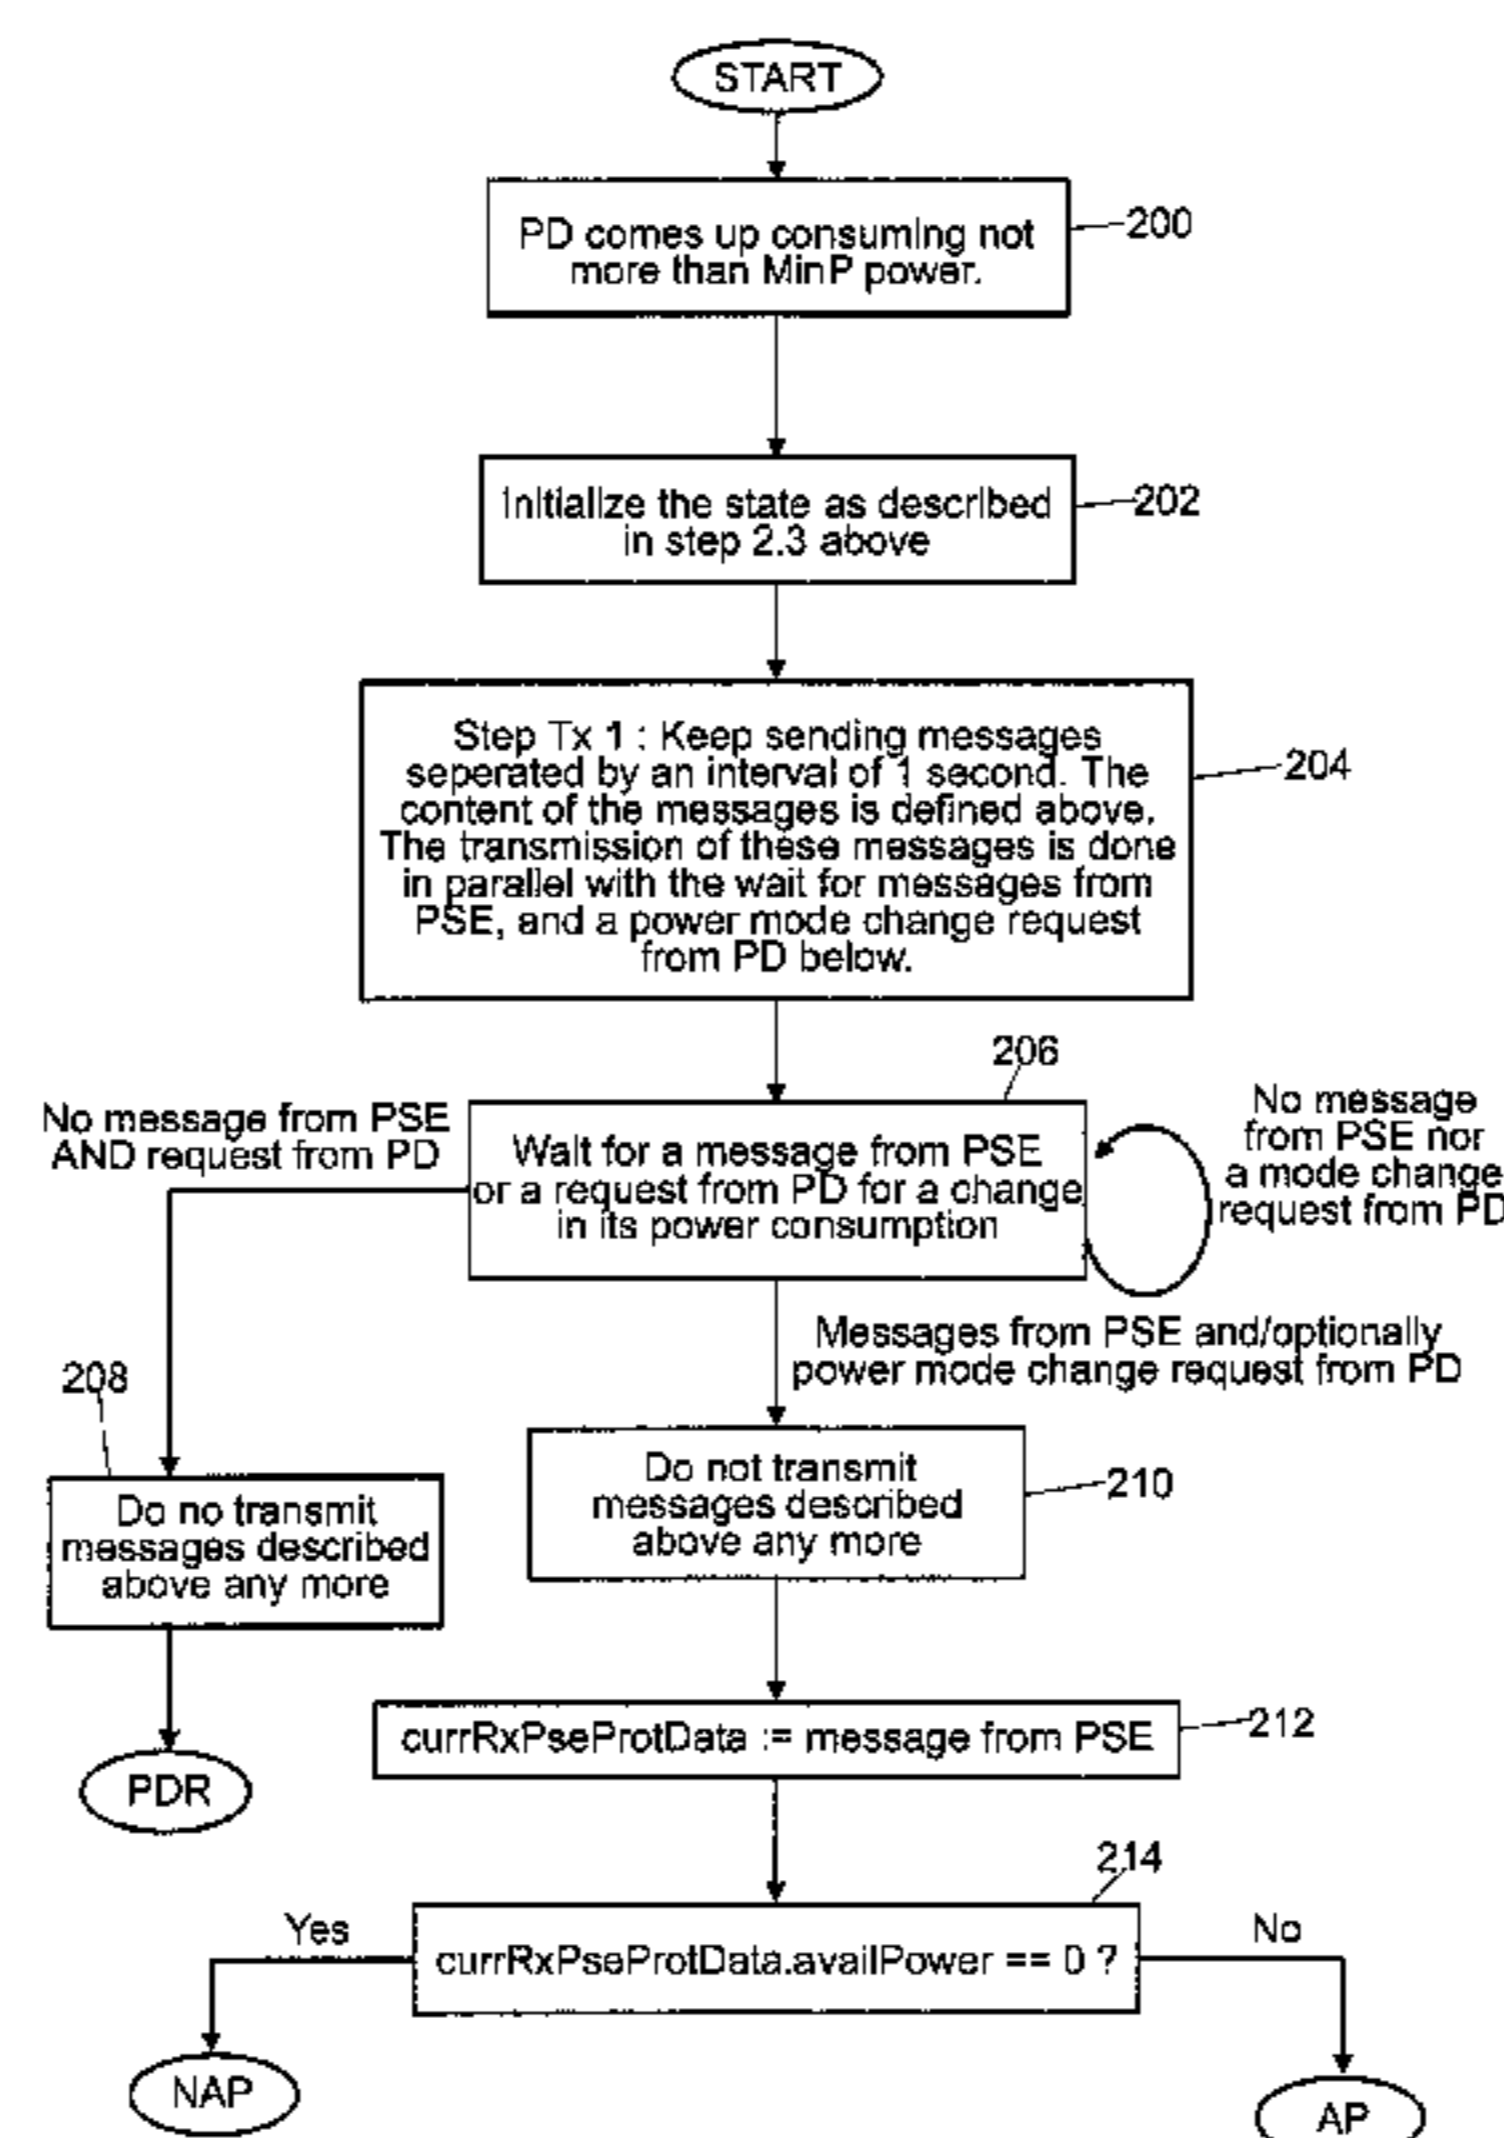 START
PD comes up consuming not
more than MinP power.
200
Initialize the state as described
in step 2.3 above
202
Step Tx 1 : Keep sending messages
seperated by an interval of 1 second. The
content of the messages is defined above.
The transmission of these messages is done
in parallel with the wait for messages from
PSE, and a power mode change request
from PD below.
204
206
No message from PSE
AND request from PD
Wait for a message from PSE
or a request from PD for a change
in its power consumption
No message
from PSE nor
a mode change
request from PD
Messages from PSE and/optionally
power mode change request from PD
208
Do no transmit
messages described
above any more
Do not transmit
messages described
above any more
210
currRxPseProtData := message from PSE
212
PDR
214
Yes
currRxPseProtData.availPower == 0 ?
No
NAP
AP